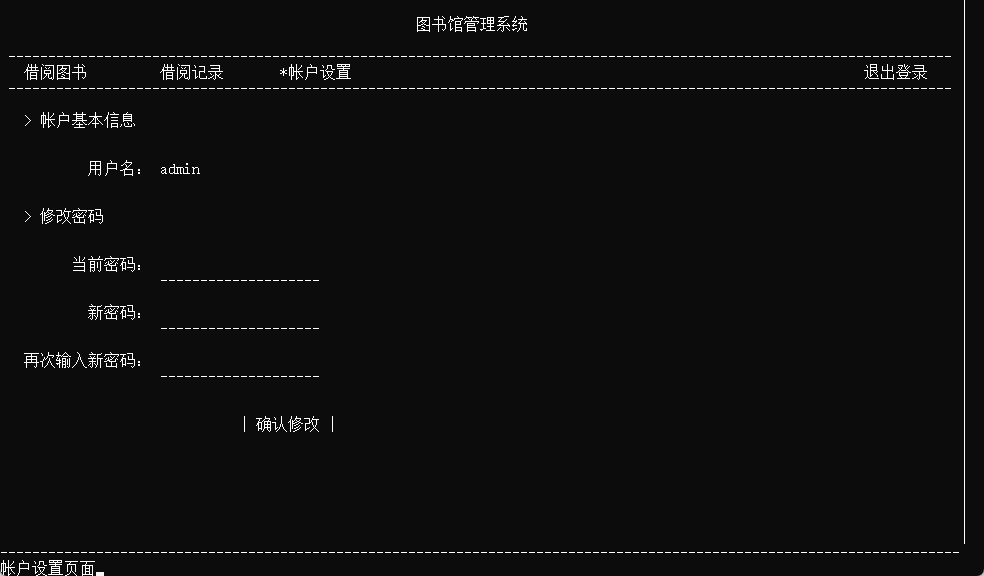 图书馆管理系统
借阅图书 借阅记录 *帐户设置 退出登录
> 帐户基本信息
用户名： admin
> 修改密码
当前密码：
新密码：
再次输入新密码：
| 确认修改 |
帐户设置页面